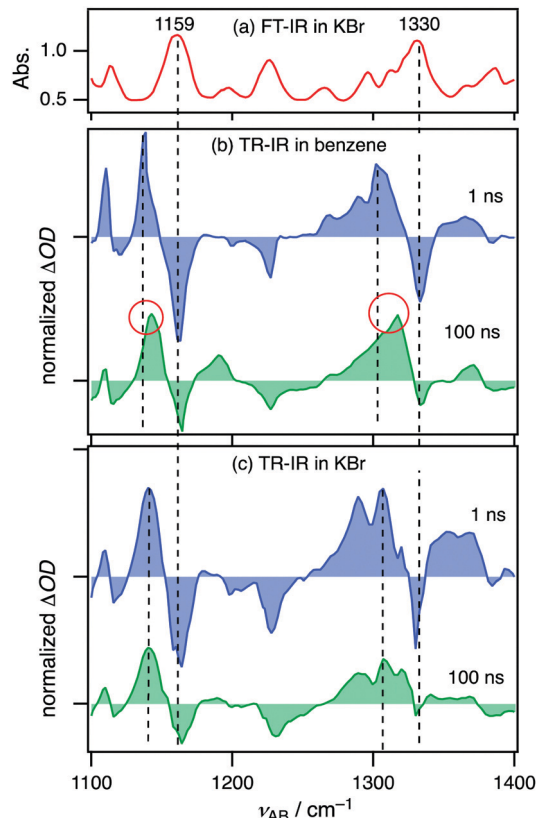 1159 1330
(a) FT-IR in KBr
Abs.
1.0
0.5
(b) TR-IR in benzene
1 ns
normalized ΔOD
100 ns
(c) TR-IR in KBr
1 ns
normalized ΔOD
100 ns
1100 1200 1300 1400
νAB / cm⁻¹